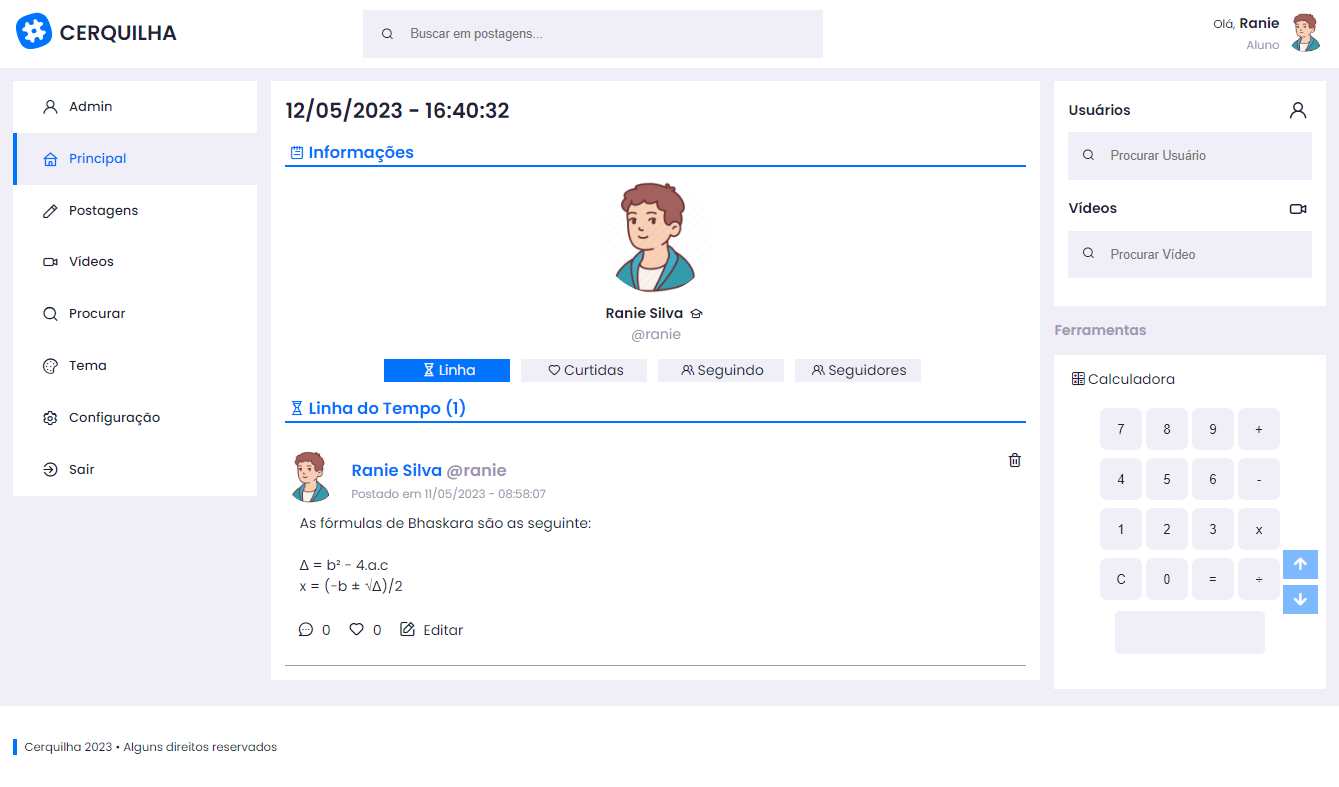 CERQUILHA
Buscar em postagens...
Olá, Ranie
Aluno
Admin
Principal
Postagens
Vídeos
Procurar
Tema
Configuração
Sair
12/05/2023 - 16:40:32
Informações
Ranie Silva
@ranie
Linha
Curtidas
Seguindo
Seguidores
Linha do Tempo (1)
Ranie Silva @ranie
Postado em 11/05/2023 - 08:58:07
As fórmulas de Bhaskara são as seguinte:
Δ = b² - 4.a.c
x = (-b ± √Δ)/2
0 0 Editar
Usuários
Procurar Usuário
Vídeos
Procurar Vídeo
Ferramentas
Calculadora
7 8 9 +
4 5 6 -
1 2 3 x
C 0 = ÷
Cerquilha 2023 • Alguns direitos reservados